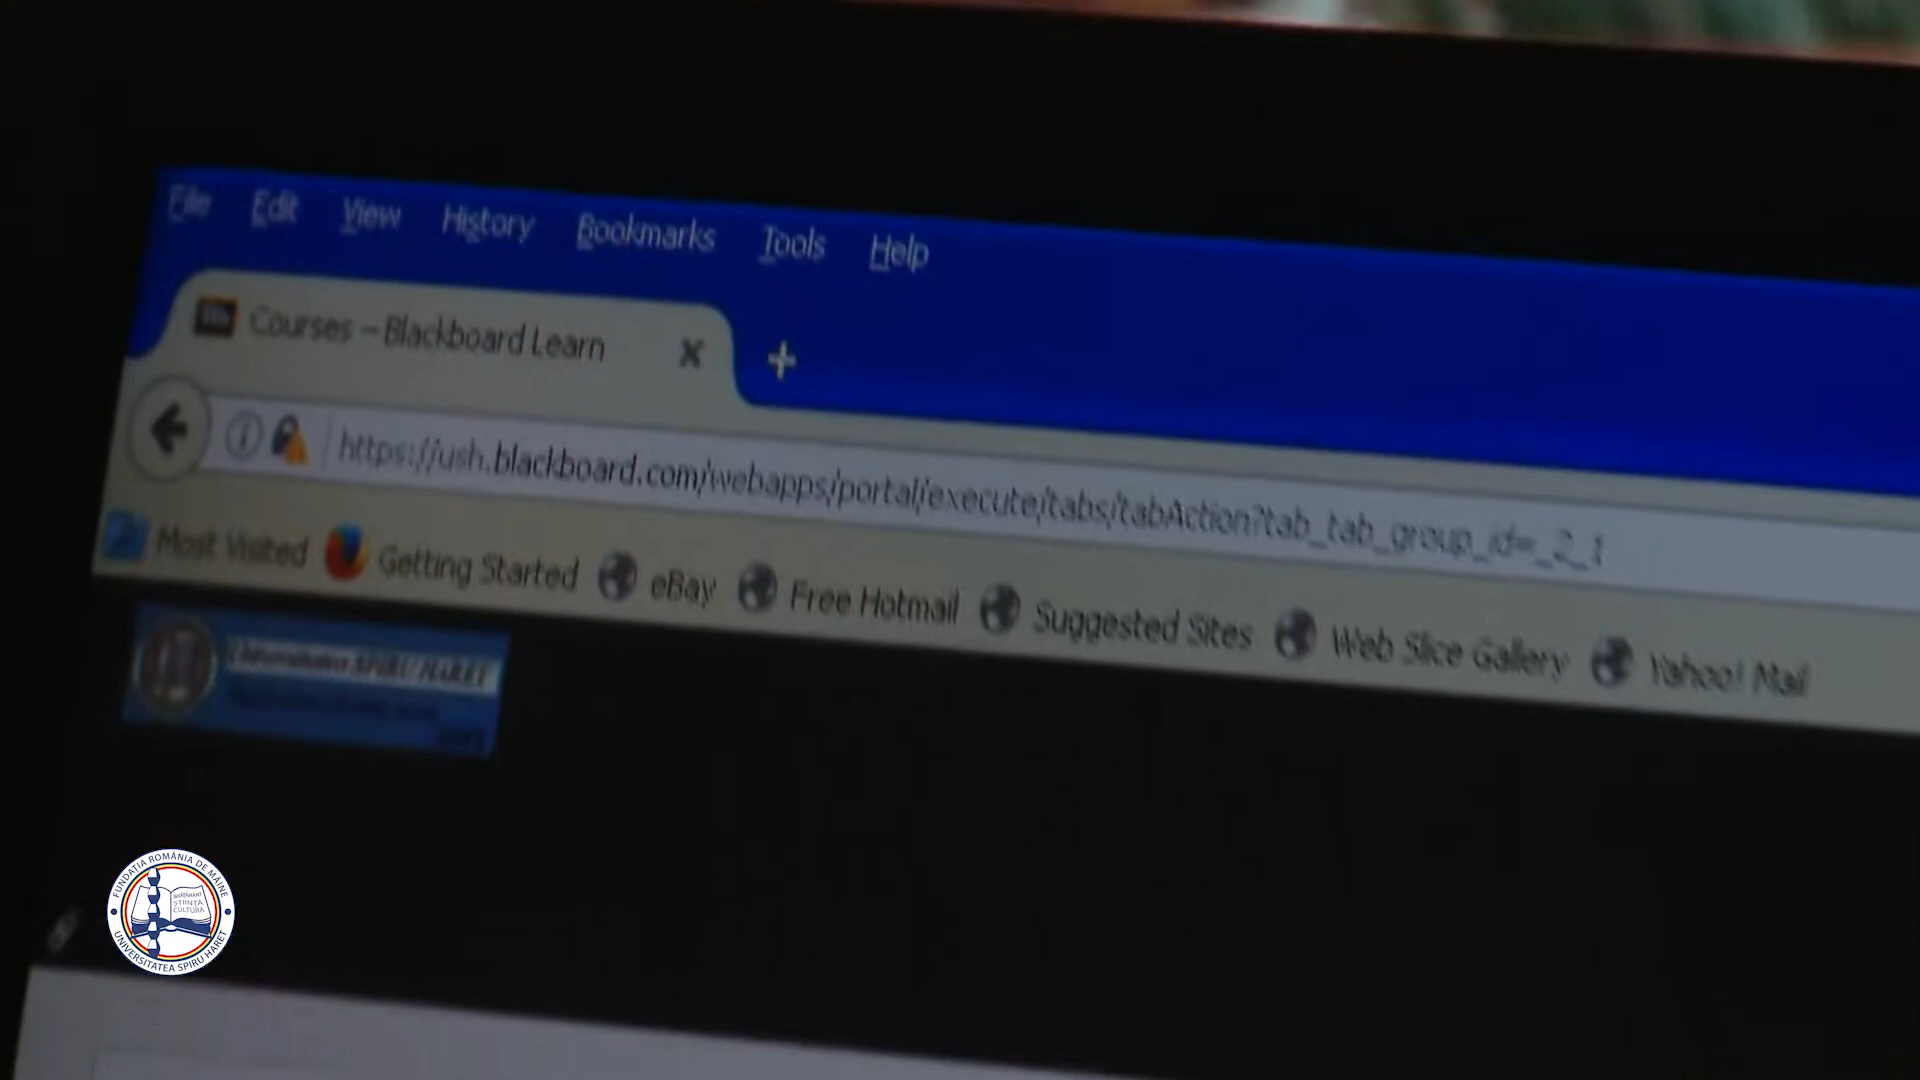 File Edit View History Bookmarks Tools Help
Courses – Blackboard Learn
https://ush.blackboard.com/webapps/portal/execute/tabs/tabAction?tab_tab_group_id=_2_1
Most Visited Getting Started eBay Free Hotmail Suggested Sites Web Slice Gallery Yahoo! Mail
Universitatea SPIRU HARET
FUNDAȚIA ROMÂNIA DE MÂINE
ÎNVĂȚĂMÂNT
ȘTIINȚĂ
CULTURĂ
UNIVERSITATEA SPIRU HARET